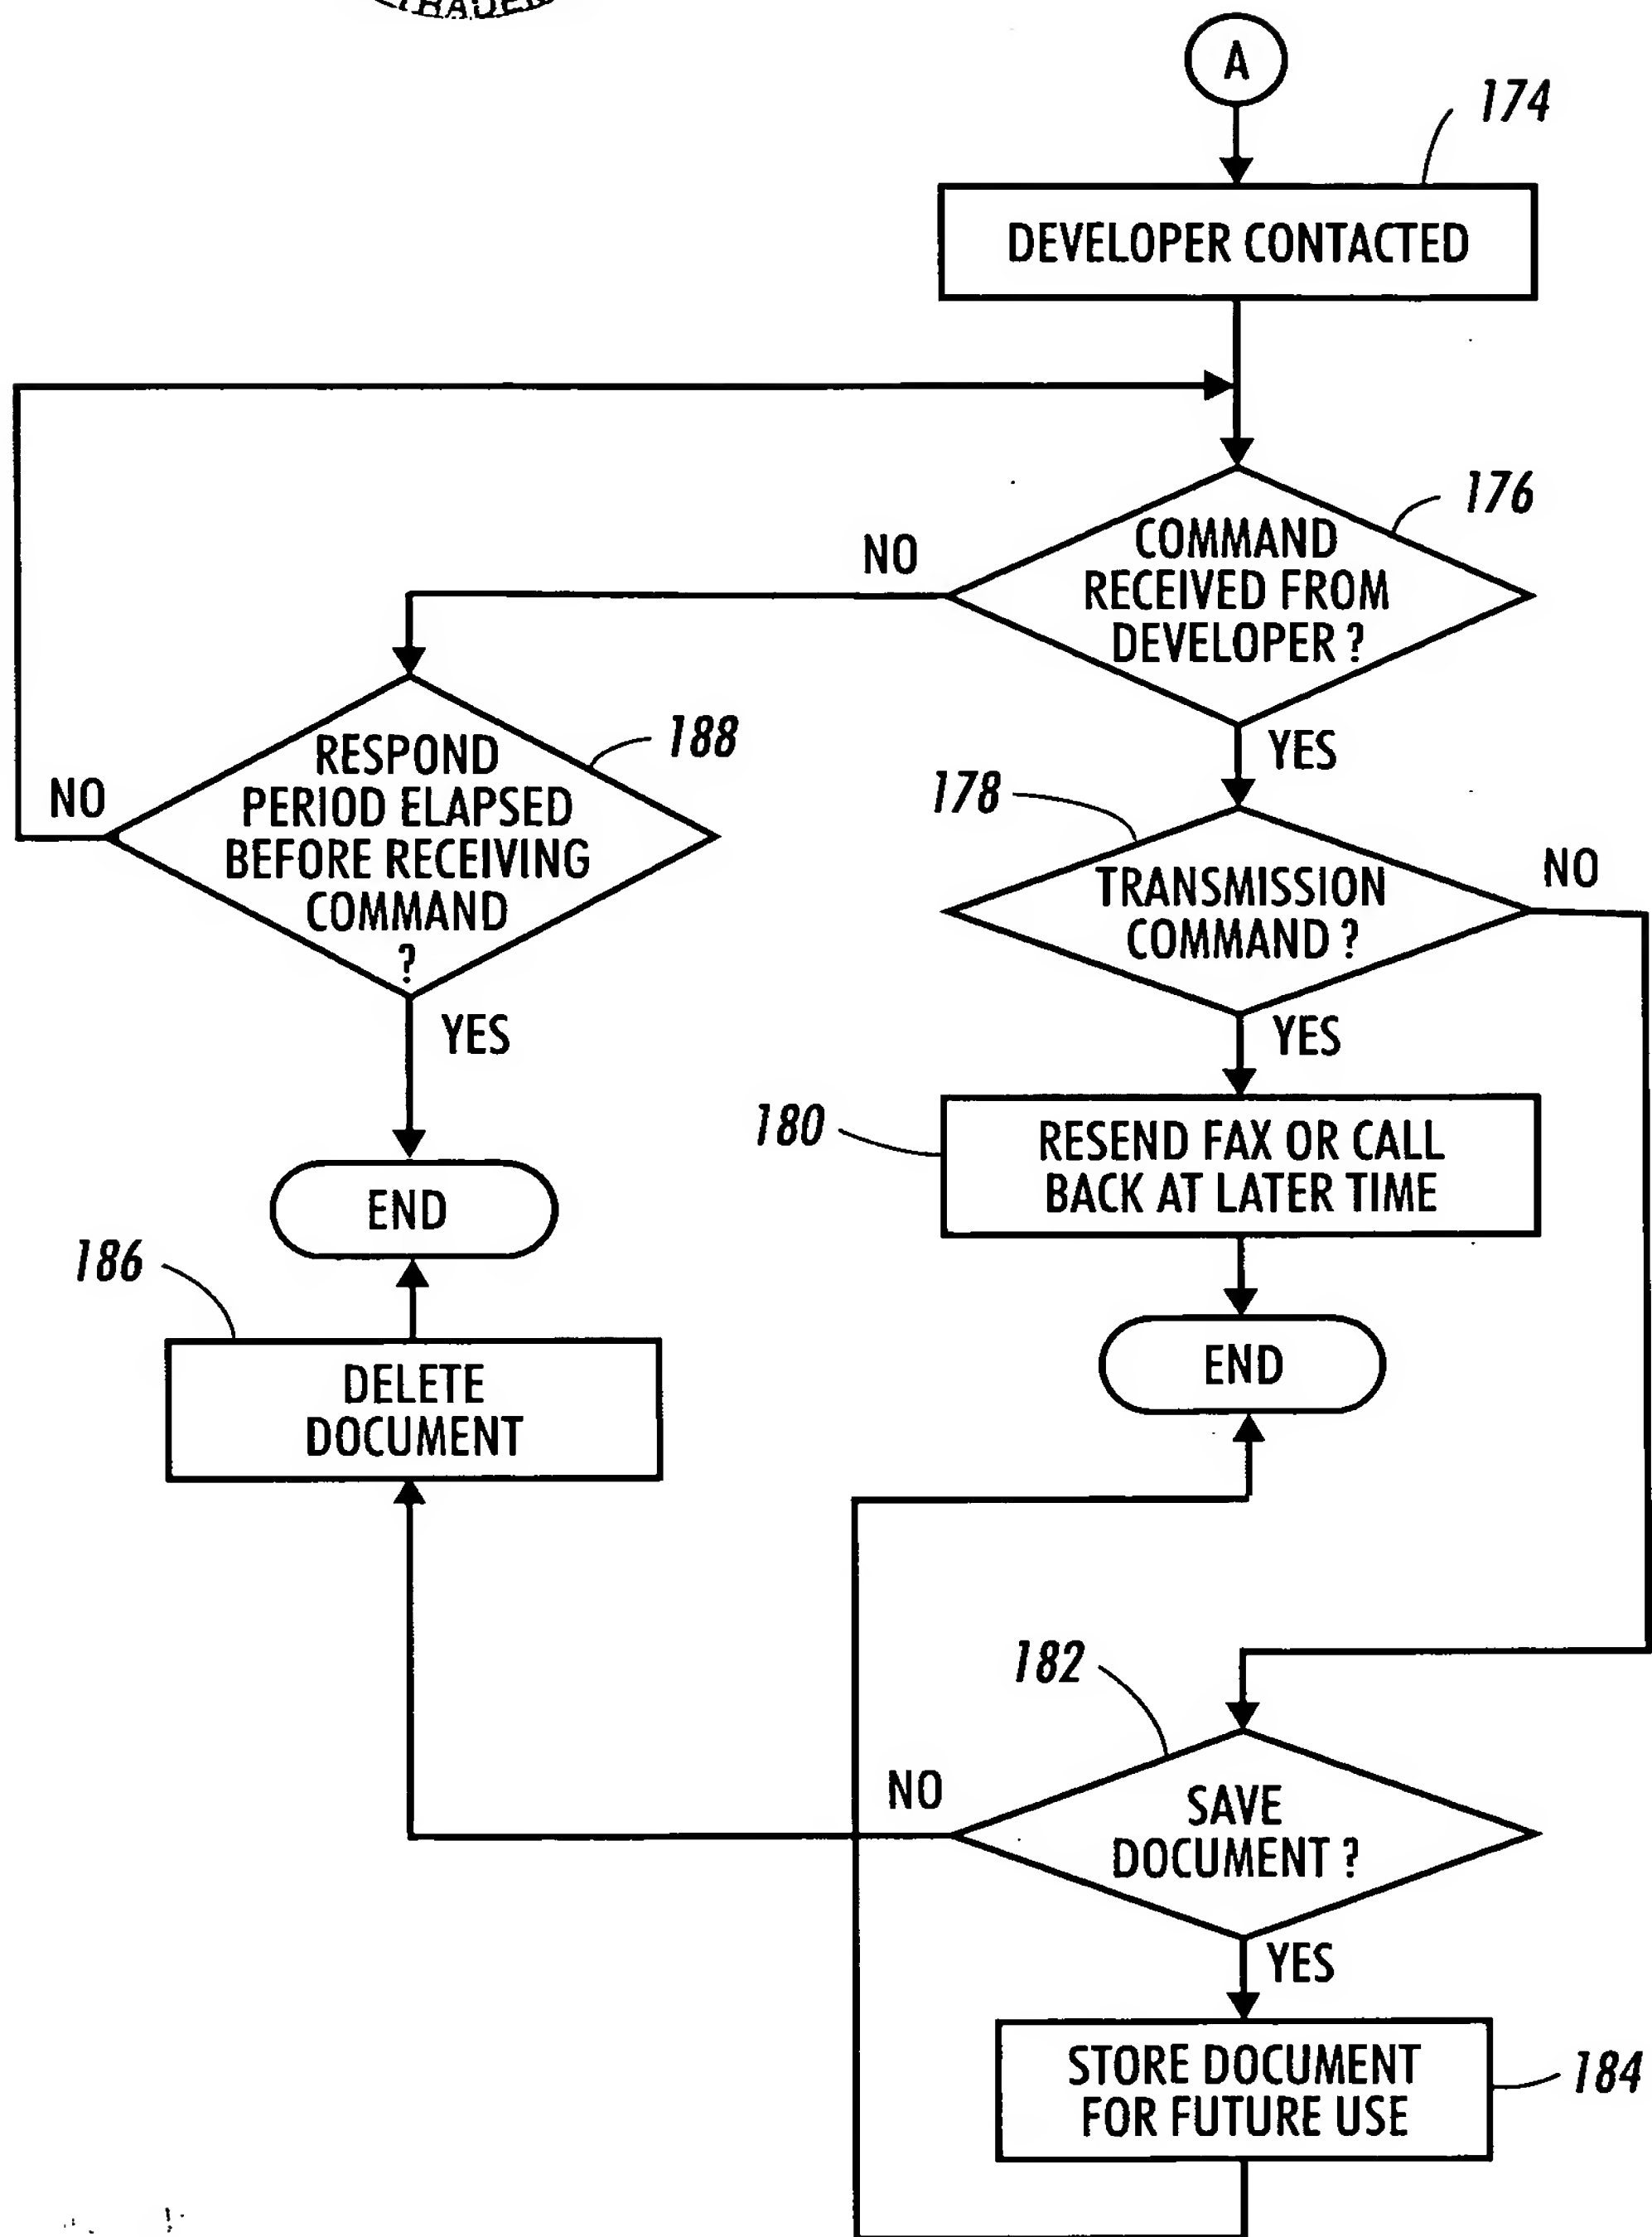 A
174
DEVELOPER CONTACTED
176
COMMAND
RECEIVED FROM
DEVELOPER ?
NO
YES
188
RESPOND
PERIOD ELAPSED
BEFORE RECEIVING
COMMAND
?
NO
YES
178
TRANSMISSION
COMMAND ?
NO
YES
180
RESEND FAX OR CALL
BACK AT LATER TIME
END
186
DELETE
DOCUMENT
END
182
SAVE
DOCUMENT ?
NO
YES
STORE DOCUMENT
FOR FUTURE USE
184